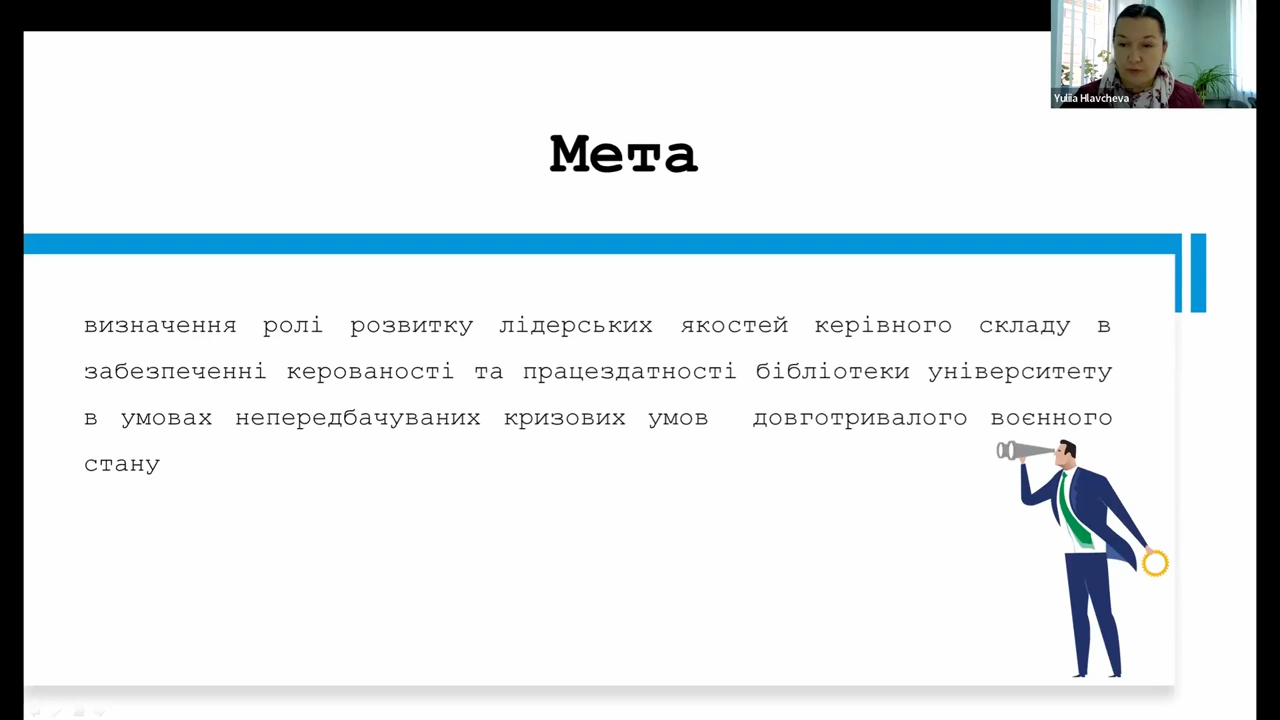 Yuliia Hlavcheva
Мета
визначення ролі розвитку лідерських якостей керівного складу в
забезпеченні керованості та працездатності бібліотеки університету
в умовах непередбачуваних кризових умов довготривалого воєнного
стану